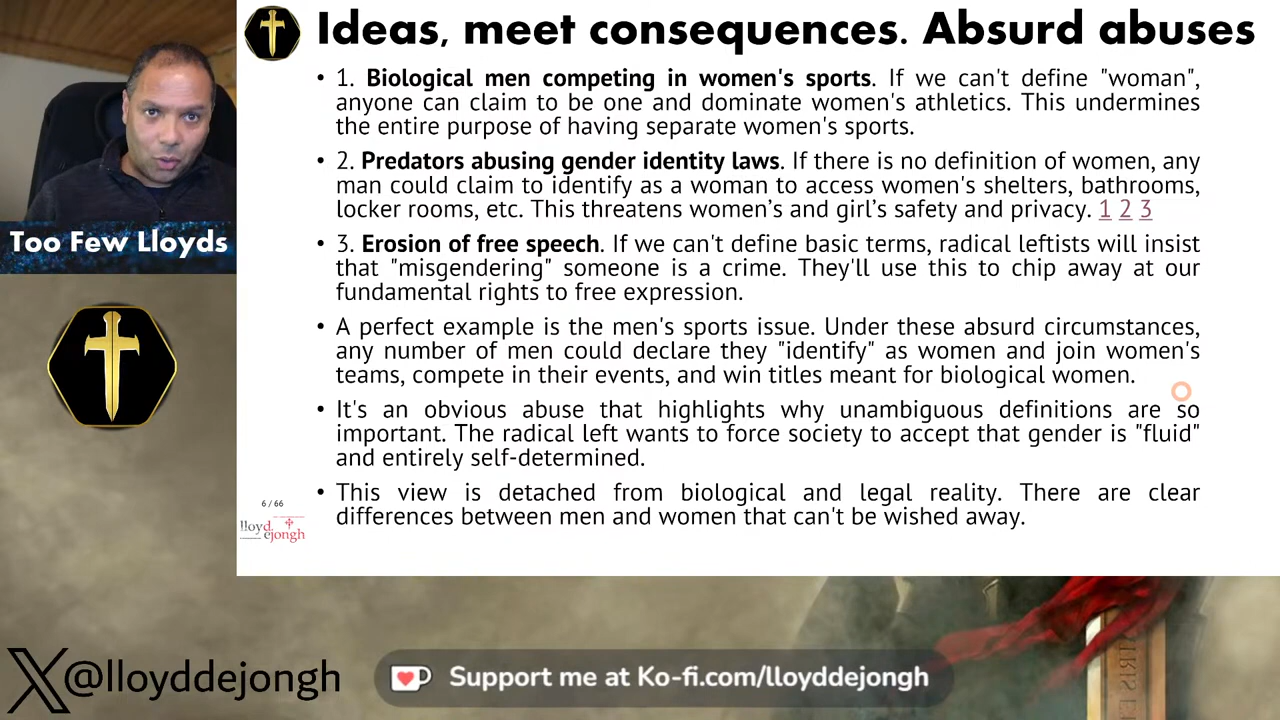 Ideas, meet consequences. Absurd abuses
• 1. Biological men competing in women's sports. If we can't define "woman",
anyone can claim to be one and dominate women's athletics. This undermines
the entire purpose of having separate women's sports.
• 2. Predators abusing gender identity laws. If there is no definition of women, any
man could claim to identify as a woman to access women's shelters, bathrooms,
locker rooms, etc. This threatens women’s and girl’s safety and privacy. 1 2 3
• 3. Erosion of free speech. If we can't define basic terms, radical leftists will insist
that "misgendering" someone is a crime. They'll use this to chip away at our
fundamental rights to free expression.
• A perfect example is the men's sports issue. Under these absurd circumstances,
any number of men could declare they "identify" as women and join women's
teams, compete in their events, and win titles meant for biological women.
• It's an obvious abuse that highlights why unambiguous definitions are so
important. The radical left wants to force society to accept that gender is "fluid"
and entirely self-determined.
• This view is detached from biological and legal reality. There are clear
differences between men and women that can't be wished away.
Too Few Lloyds
6 / 66
lloyd
ejongh
X@lloyddejongh
Support me at Ko-fi.com/lloyddejongh